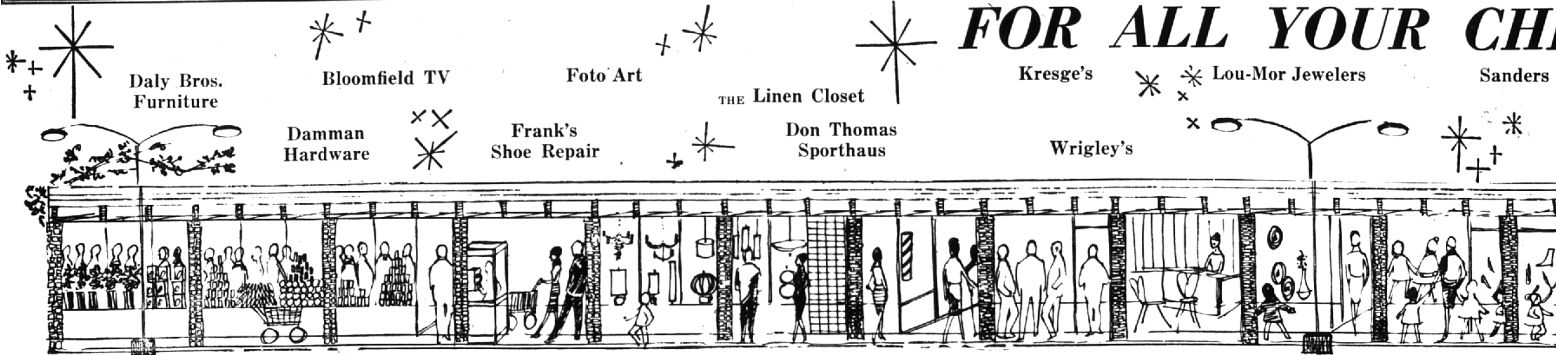 FOR ALL YOUR
Daly Bros.
Furniture
Bloomfield TV
Foto Art
THE Linen Closet
Kresge's
Lou-Mor Jewelers
Sanders
Damman
Hardware
Frank's
Shoe Repair
Don Thomas
Sporthaus
Wrigley's